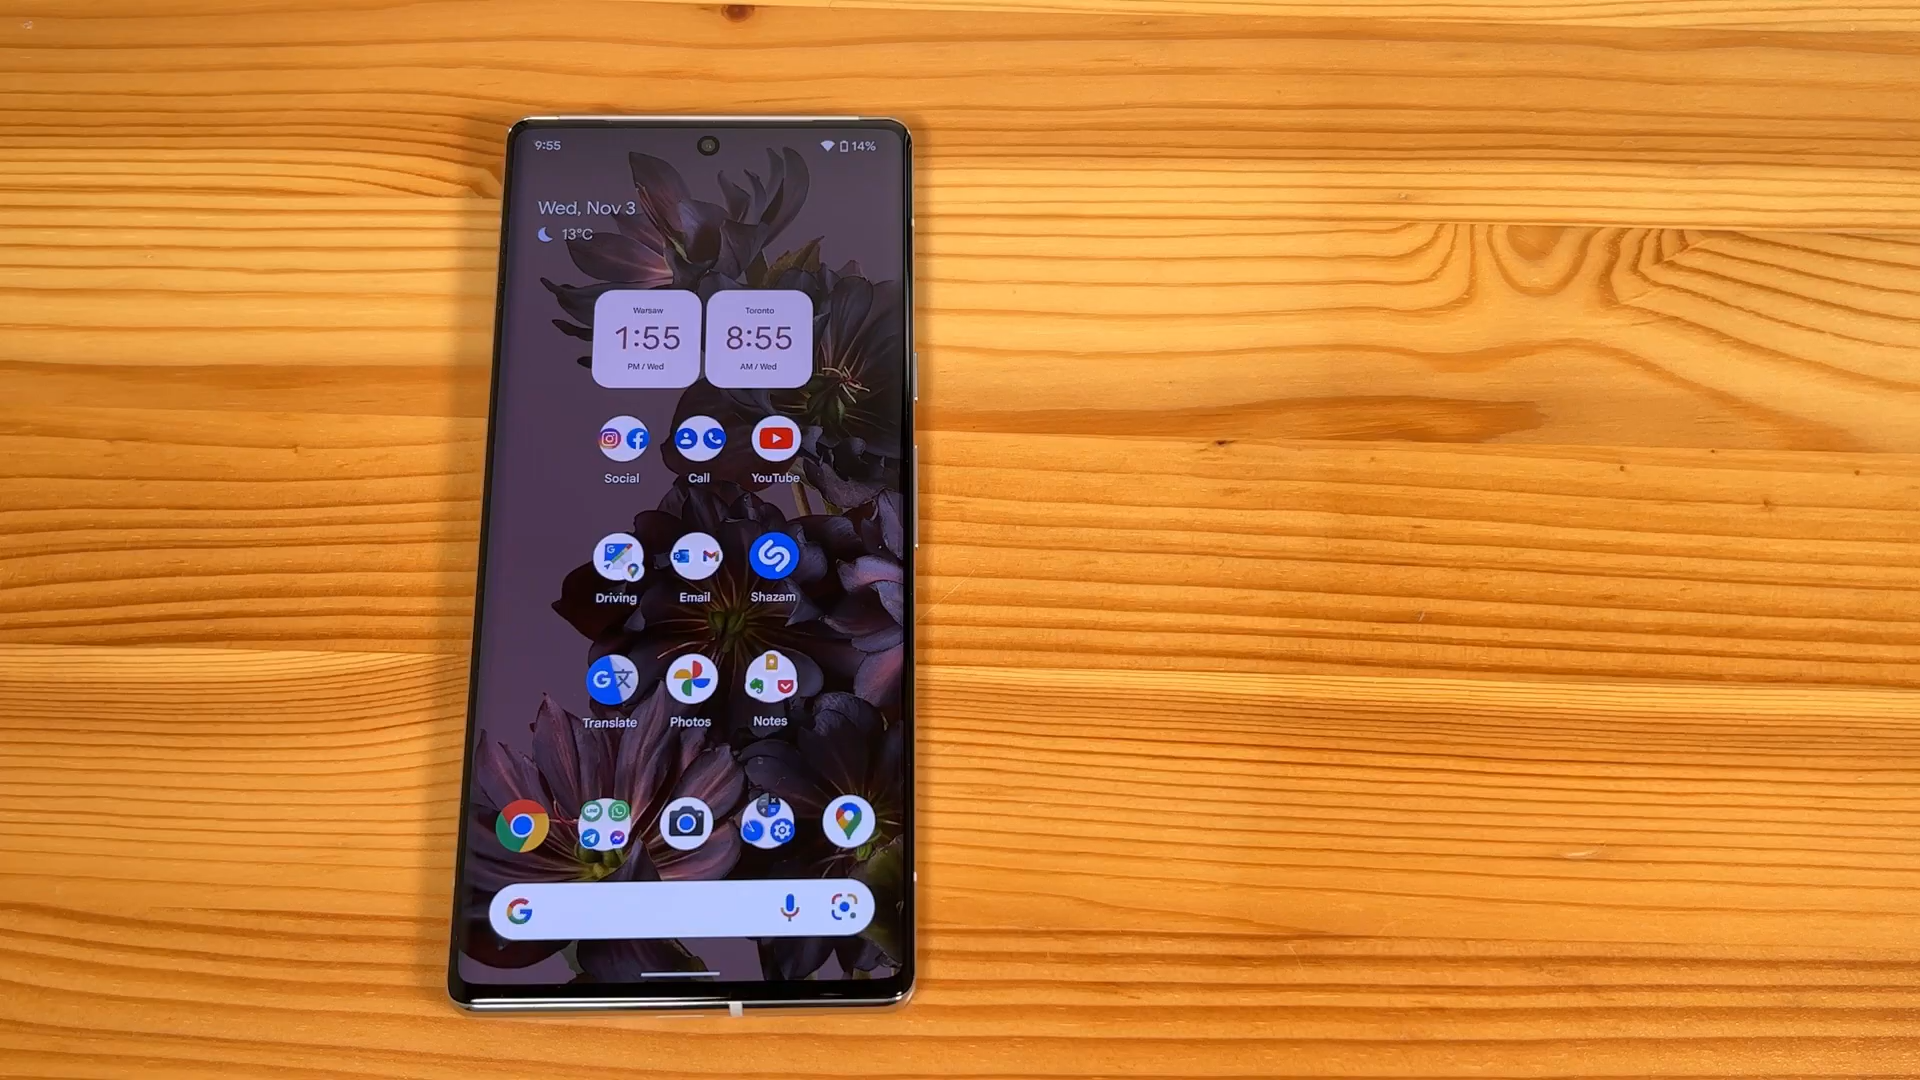 9:55
14%
Wed, Nov 3
13°C
Warsaw
1:55
PM / Wed
Toronto
8:55
AM / Wed
Social
Call
YouTube
Driving
Email
Shazam
Translate
Photos
Notes